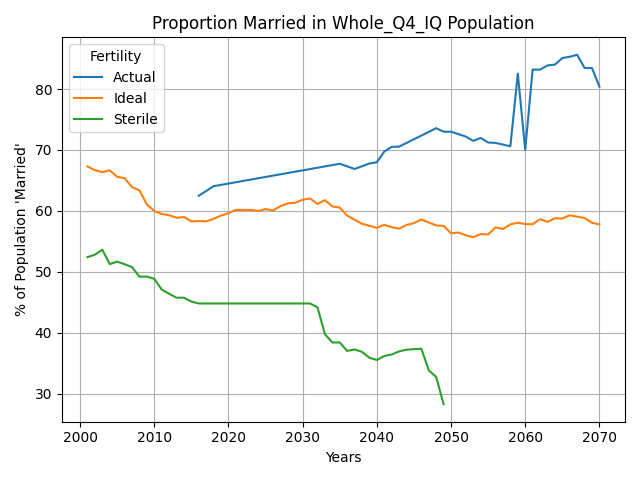 Proportion Married in Whole_Q4_IQ Population
% of Population 'Married'
Fertility
Actual
Ideal
Sterile
80
70
60
50
40
30
2000 2010 2020 2030 2040 2050 2060 2070
Years